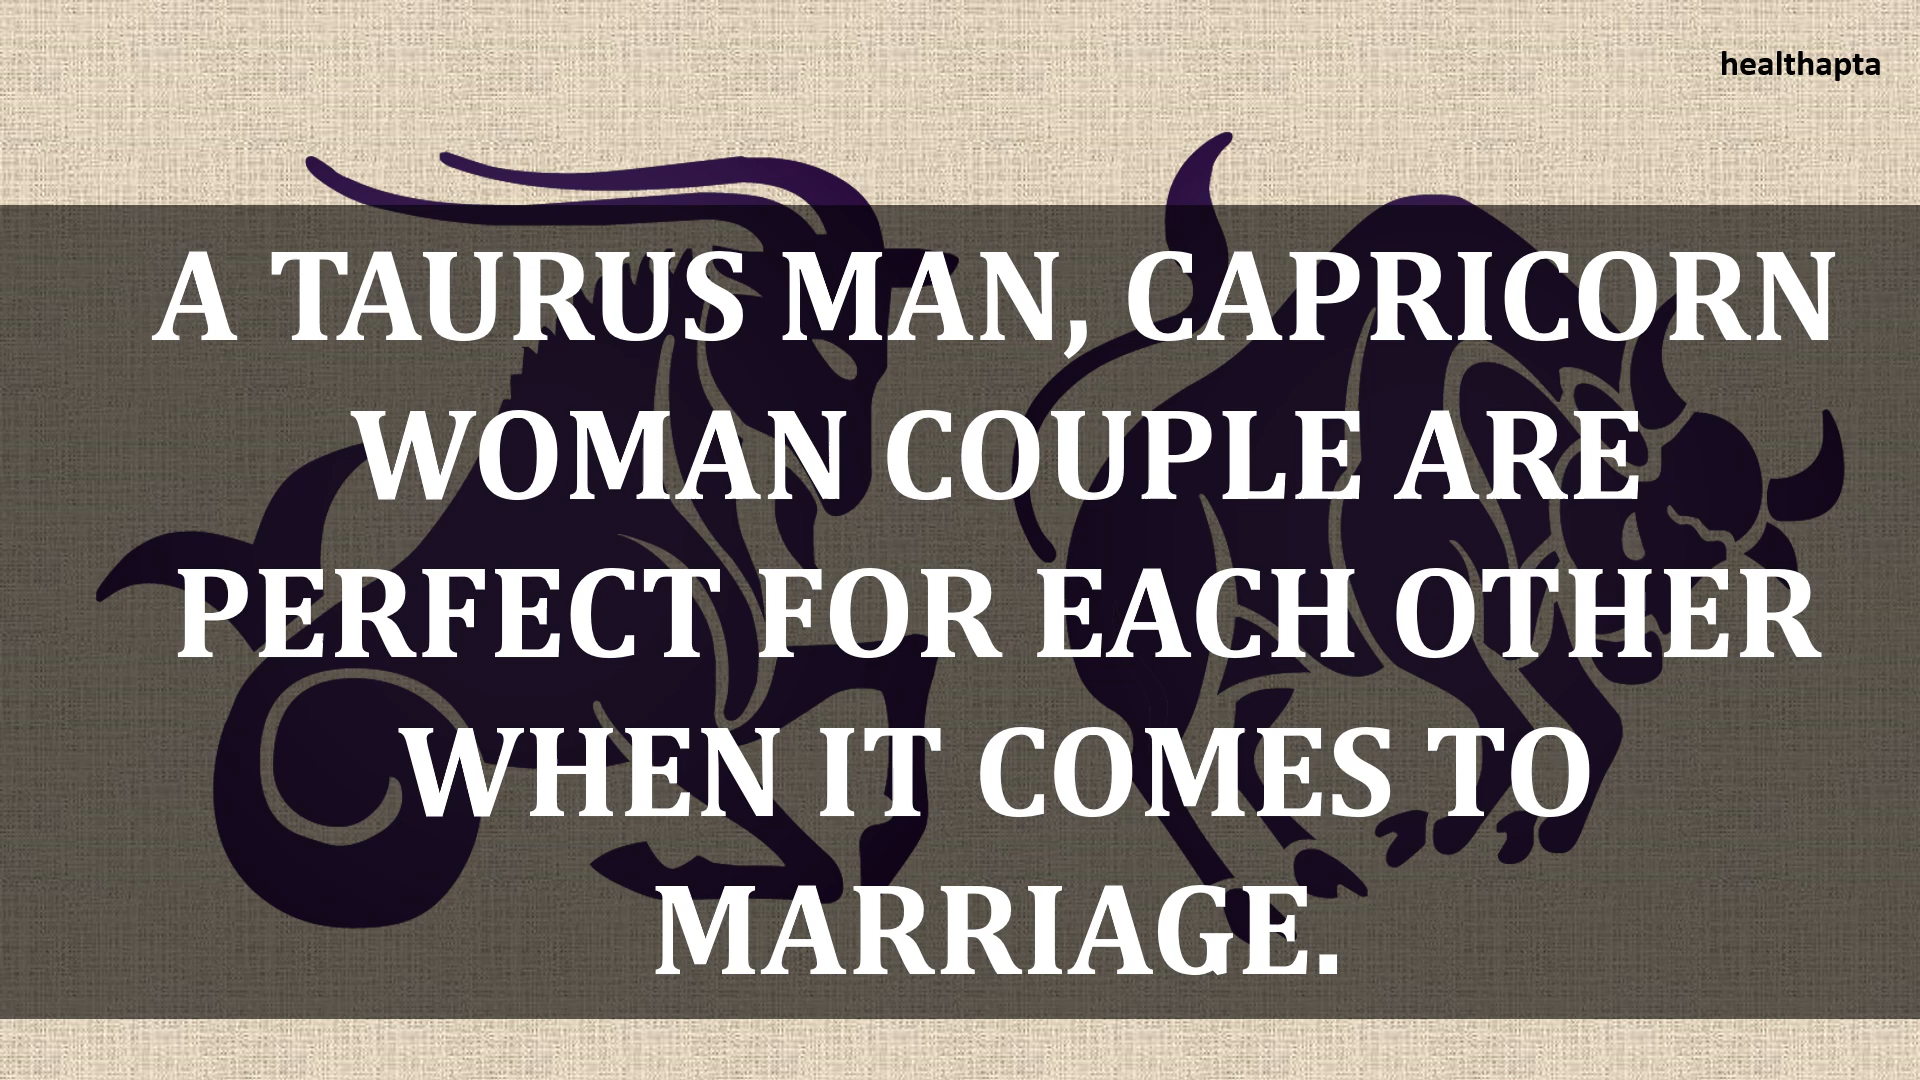 healthapta
A TAURUS MAN, CAPRICORN
WOMAN COUPLE ARE
PERFECT FOR EACH OTHER
WHEN IT COMES TO
MARRIAGE.